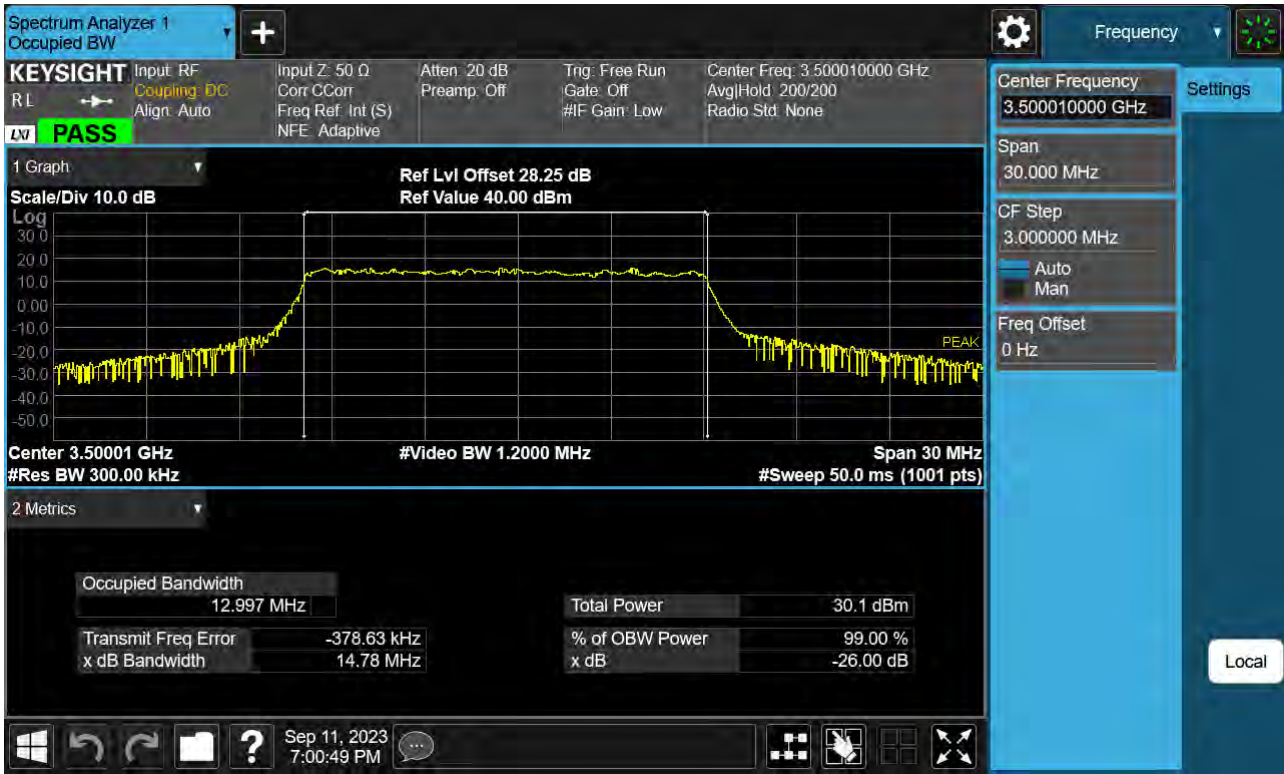 Spectrum Analyzer 1
Occupied BW
+
Frequency
KEYSIGHT
RL
LXI
PASS
Input: RF
Coupling: DC
Align: Auto
Input Z: 50 Ω
Corr CCorr
Freq Ref: Int (S)
NFE: Adaptive
Atten: 20 dB
Preamp: Off
Trig: Free Run
Gate: Off
#IF Gain: Low
Center Freq: 3.500010000 GHz
Avg|Hold: 200/200
Radio Std: None
Center Frequency
3.500010000 GHz
Settings
Span
30.000 MHz
CF Step
3.000000 MHz
Auto
Man
Freq Offset
0 Hz
Local
1 Graph
Scale/Div 10.0 dB
Ref Lvl Offset 28.25 dB
Ref Value 40.00 dBm
Log
30.0
20.0
10.0
0.00
-10.0
-20.0
-30.0
-40.0
-50.0
PEAK
Center 3.50001 GHz
#Video BW 1.2000 MHz
Span 30 MHz
#Res BW 300.00 kHz
#Sweep 50.0 ms (1001 pts)
2 Metrics
Occupied Bandwidth
12.997 MHz
Total Power 30.1 dBm
Transmit Freq Error -378.63 kHz
% of OBW Power 99.00 %
x dB Bandwidth 14.78 MHz
x dB -26.00 dB
?
Sep 11, 2023
7:00:49 PM